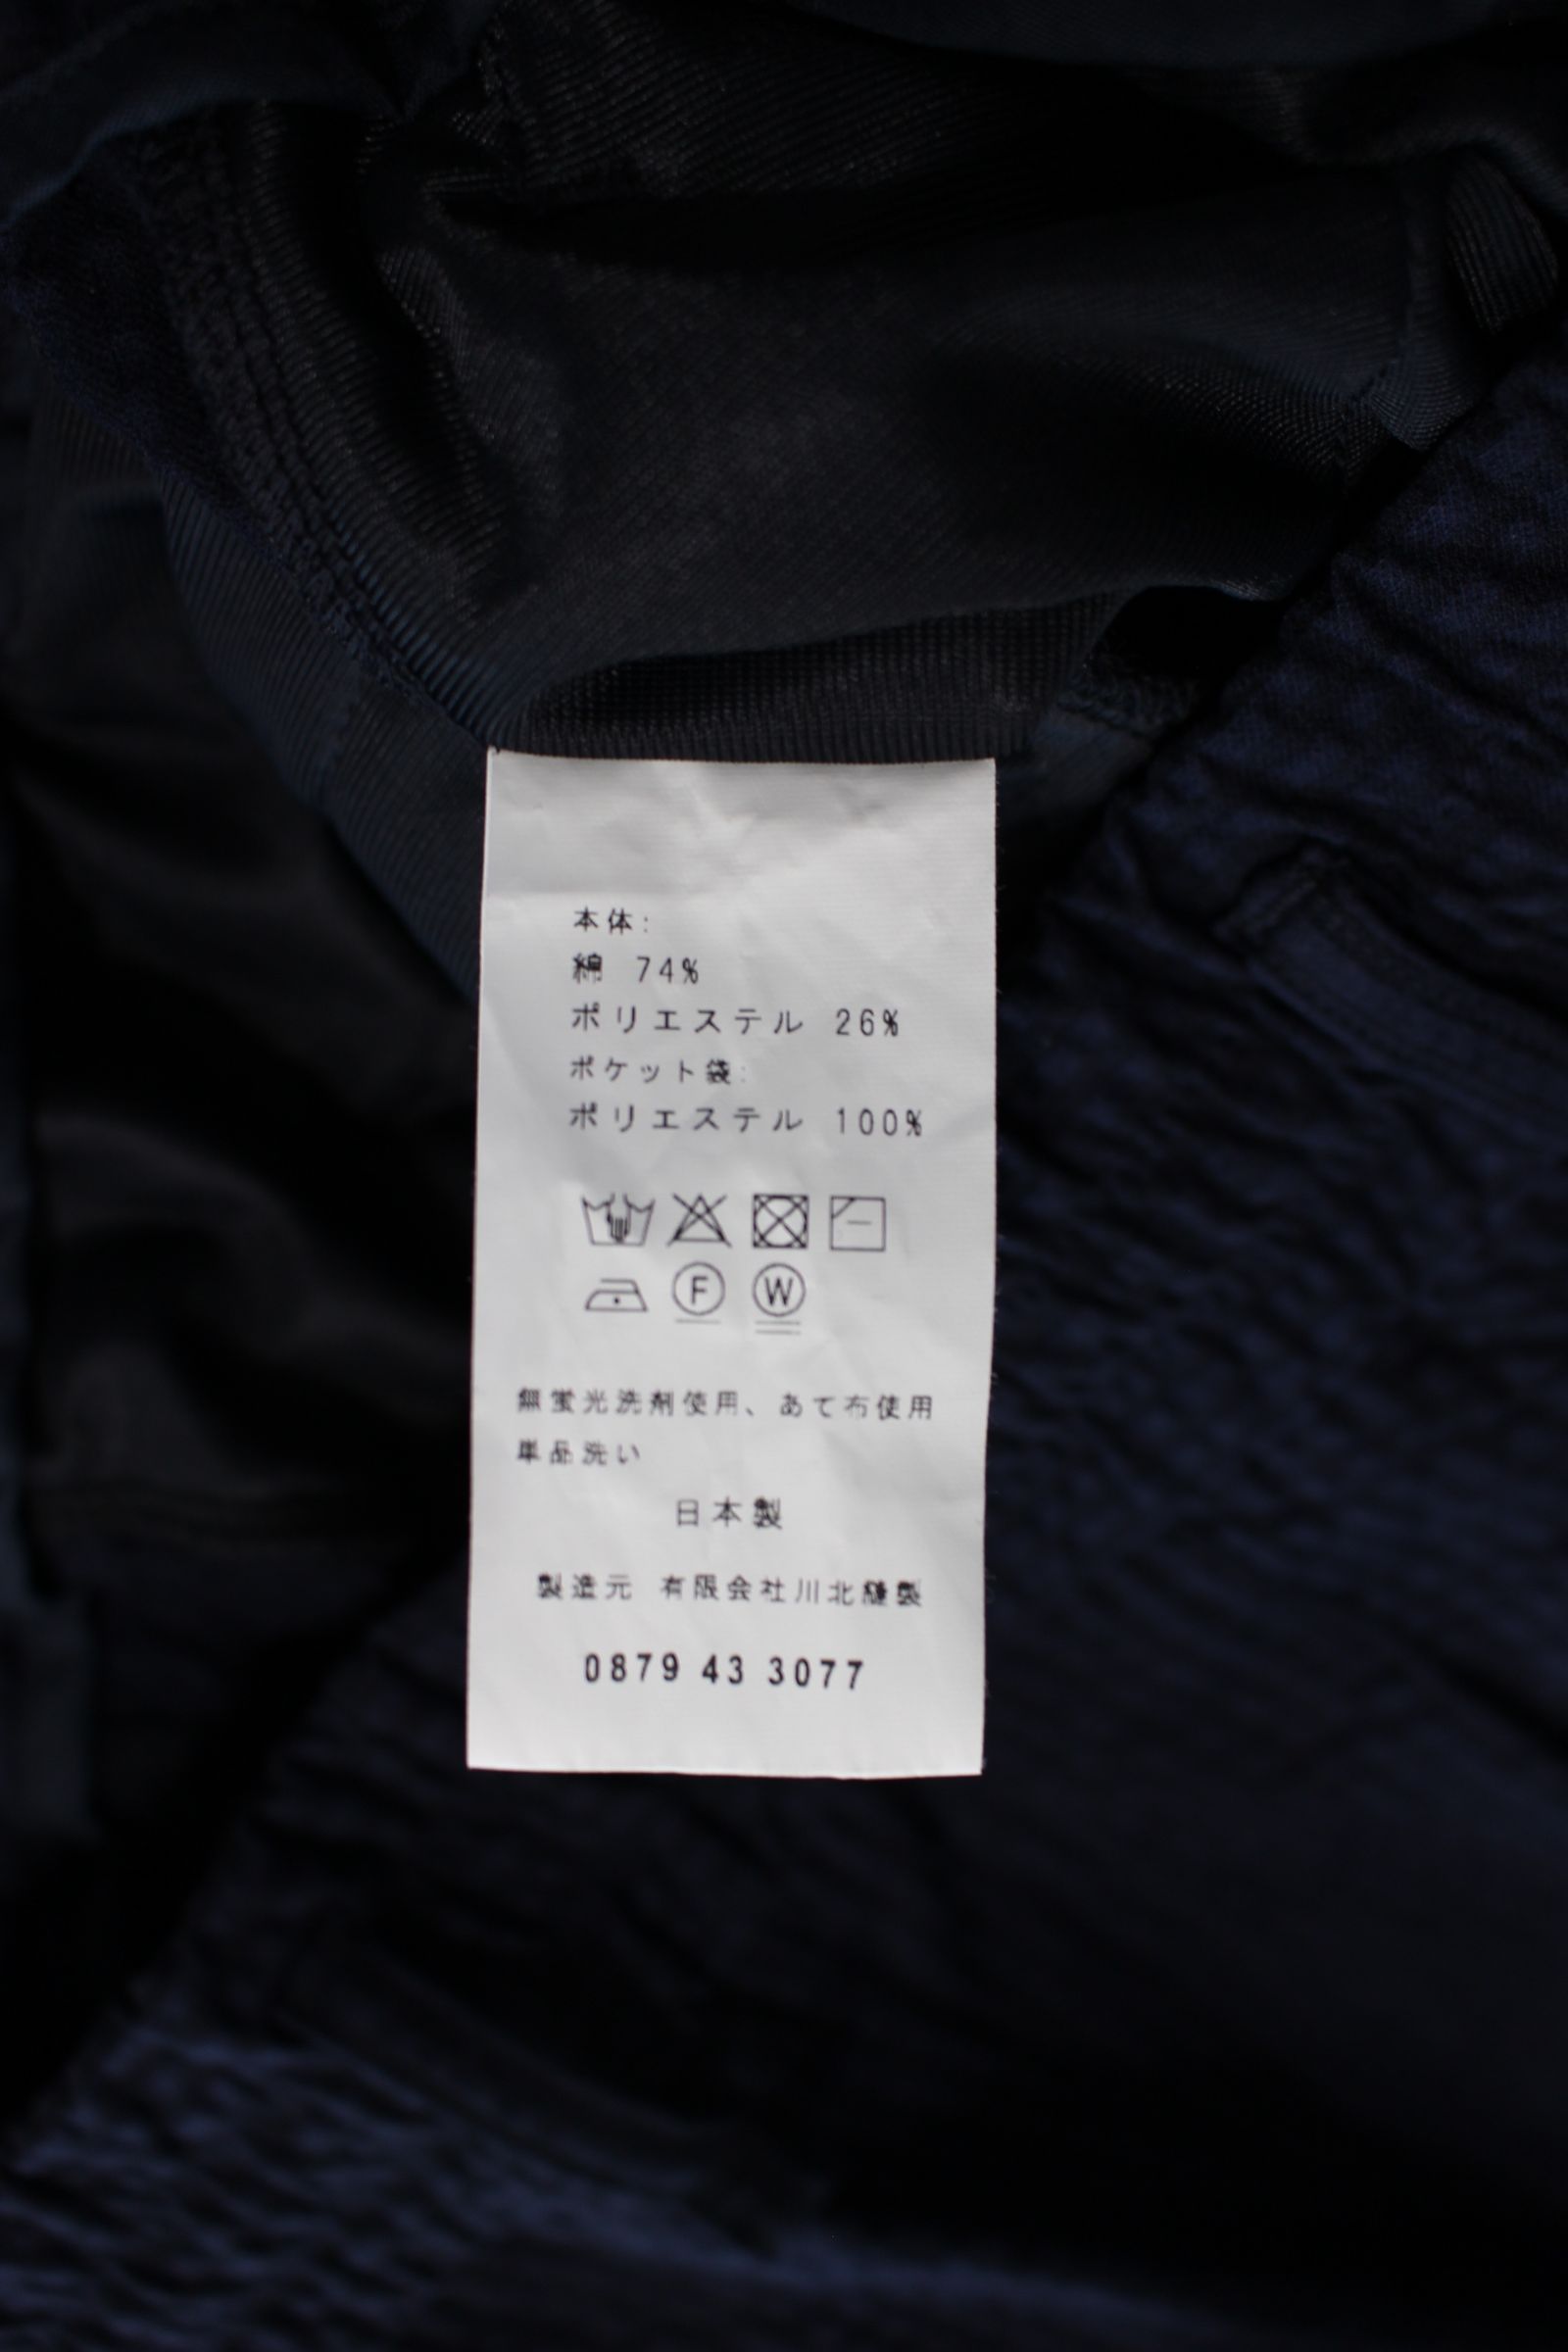 本体:
綿 74%
ポリエステル 26%
ポケット袋:
ポリエステル 100%
F W
無蛍光洗剤使用、あて布使用
単品洗い
日本製
製造元 有限会社川北縫製
0879 43 3077